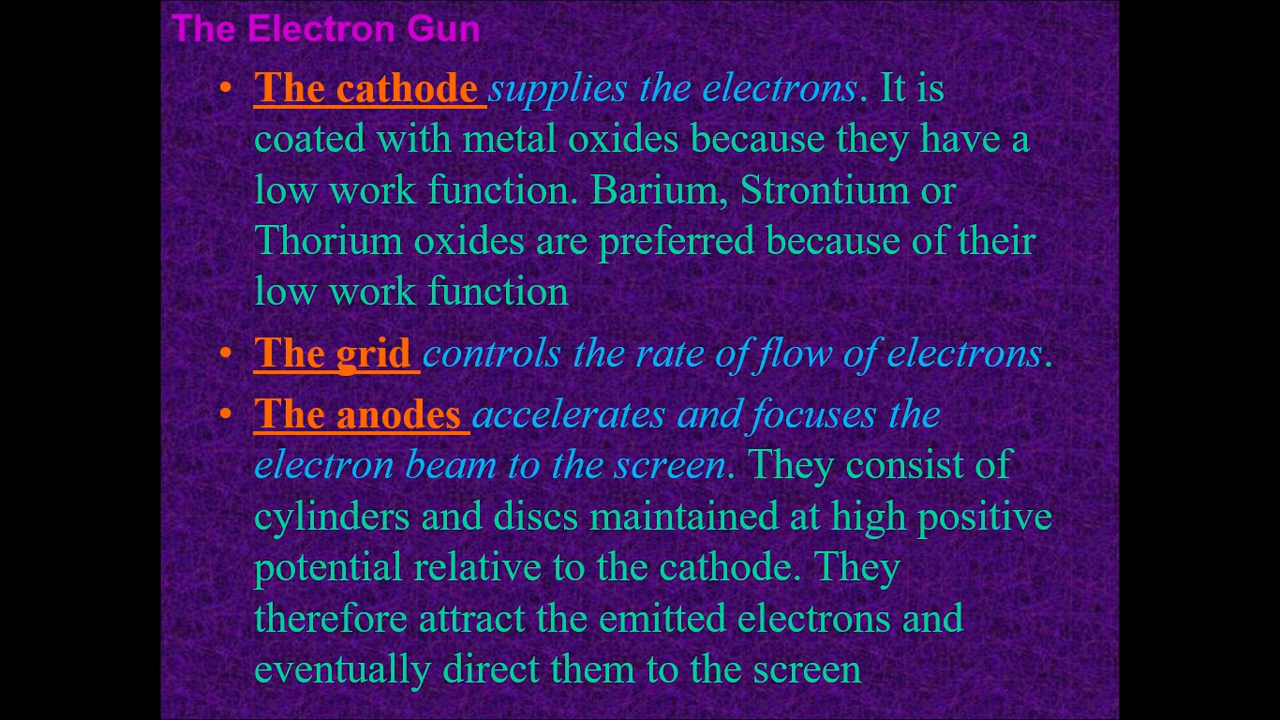 The Electron Gun
• The cathode supplies the electrons. It is
coated with metal oxides because they have a
low work function. Barium, Strontium or
Thorium oxides are preferred because of their
low work function
• The grid controls the rate of flow of electrons.
• The anodes accelerates and focuses the
electron beam to the screen. They consist of
cylinders and discs maintained at high positive
potential relative to the cathode. They
therefore attract the emitted electrons and
eventually direct them to the screen